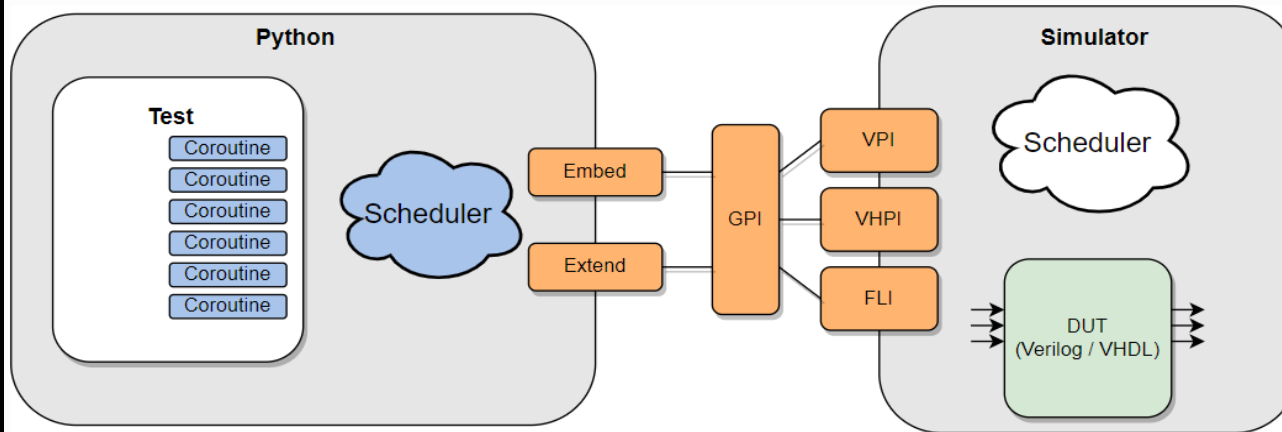 Python
Test
Coroutine
Coroutine
Coroutine
Coroutine
Coroutine
Coroutine
Scheduler
Embed
Extend
GPI
VPI
VHPI
FLI
Simulator
Scheduler
DUT
(Verilog / VHDL)